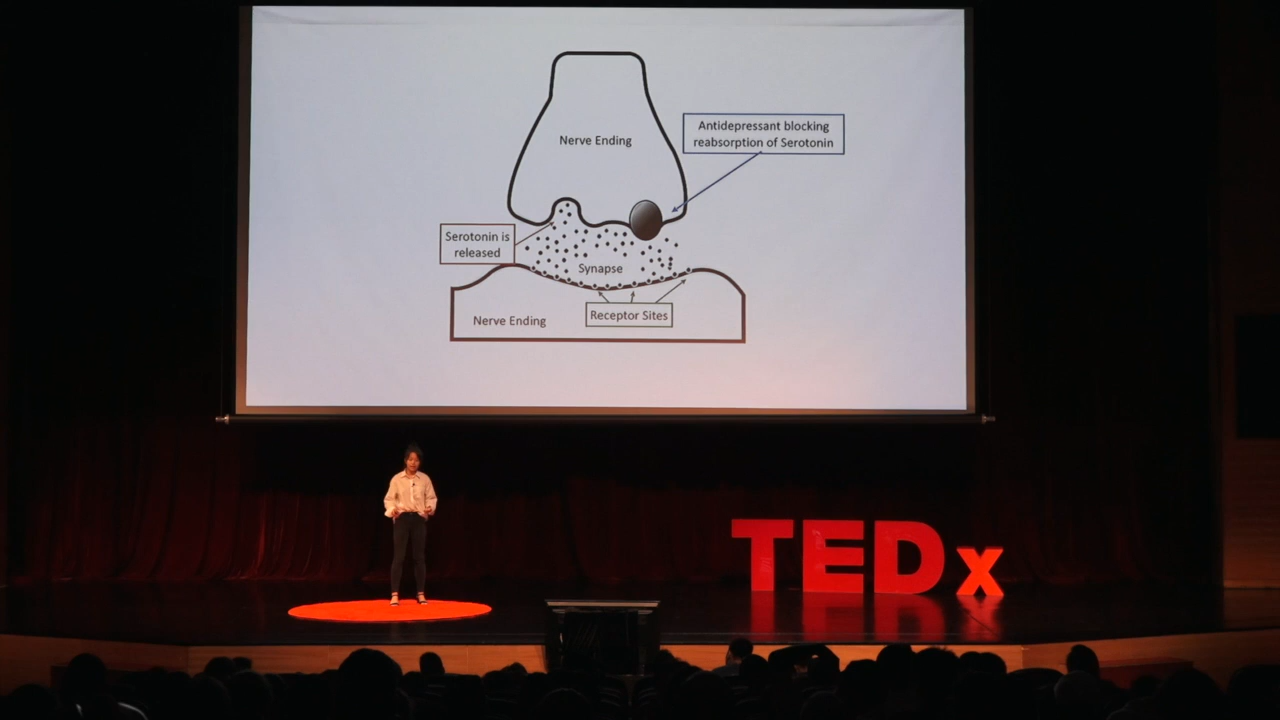 Nerve Ending
Antidepressant blocking
reabsorption of Serotonin
Serotonin is
released
Synapse
Receptor Sites
Nerve Ending
TEDx